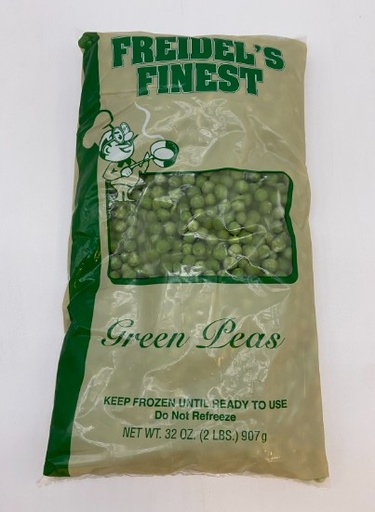 FREIDEL'S
FINEST
Green Peas
KEEP FROZEN UNTIL READY TO USE
Do Not Refreeze
NET WT. 32 OZ. (2 LBS.) 907g